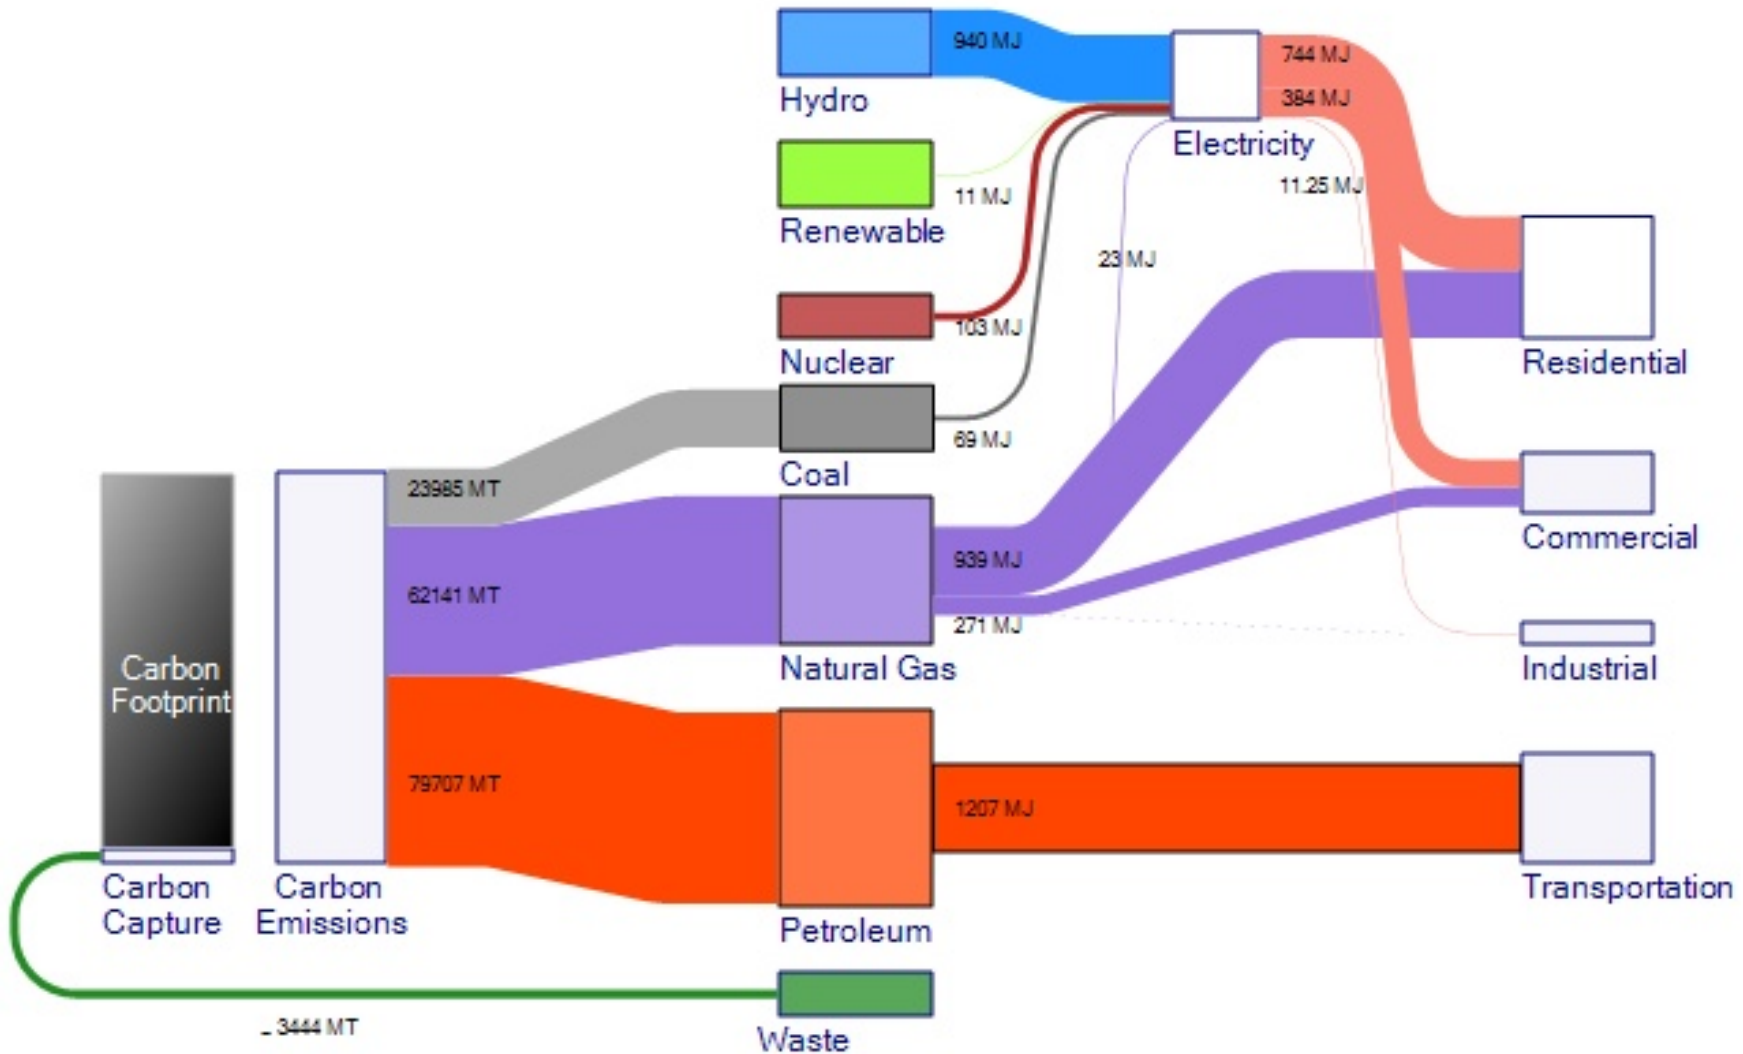 940 MJ
744 MJ
384 MJ
Hydro
Electricity
11 MJ
11.25 MJ
Renewable
23 MJ
103 MJ
Nuclear
Residential
69 MJ
Coal
23985 MT
Commercial
939 MJ
62141 MT
271 MJ
Carbon
Footprint
Natural Gas
Industrial
79707 MT
1207 MJ
Carbon
Capture
Carbon
Emissions
Transportation
Petroleum
- 3444 MT
Waste